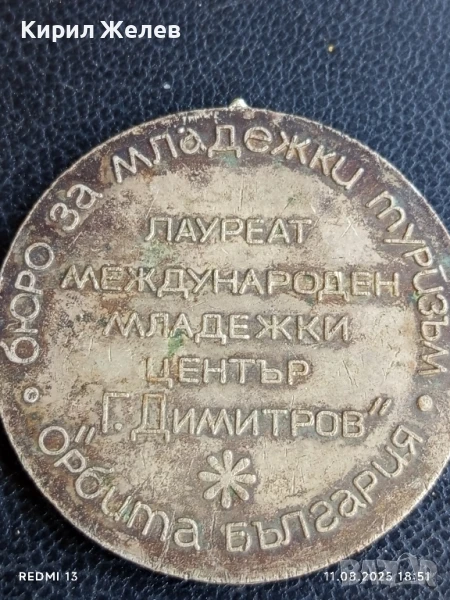 Кирил Желев
бюро за младежки туризъм
ЛАУРЕАТ
МЕЖДУНАРОДЕН
МЛАДЕЖКИ
ЦЕНТЪР
"Г. ДИМИТРОВ"
• "Орбита България" •
REDMI 13
11.08.2025 18:51